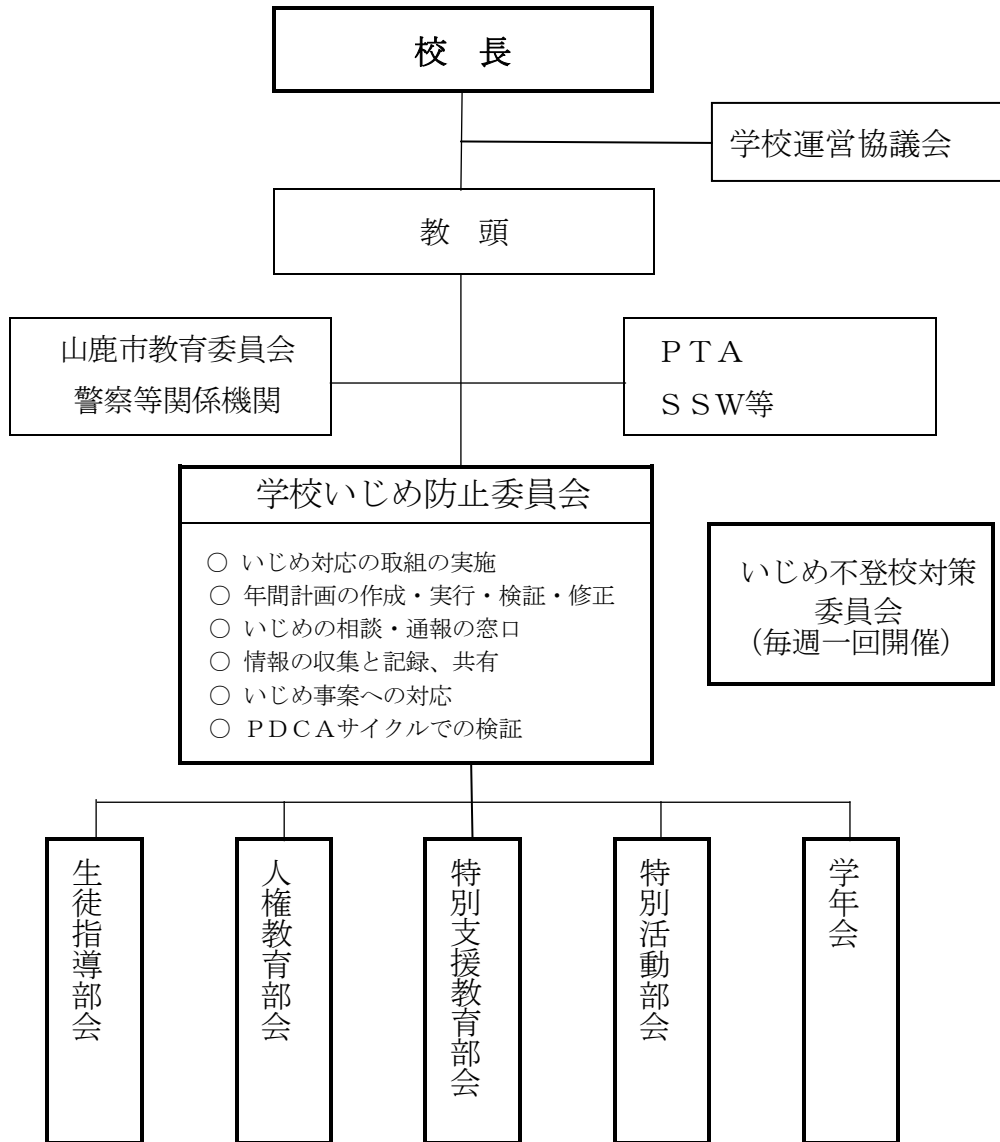 校　長
学校運営協議会
教　頭
山鹿市教育委員会
警察等関係機関
ＰＴＡ
ＳＳＷ等
学校いじめ防止委員会
○ いじめ対応の取組の実施
○ 年間計画の作成・実行・検証・修正
○ いじめの相談・通報の窓口
○ 情報の収集と記録、共有
○ いじめ事案への対応
○ ＰＤＣＡサイクルでの検証
いじめ不登校対策
委員会
（毎週一回開催）
生徒指導部会
人権教育部会
特別支援教育部会
特別活動部会
学年会